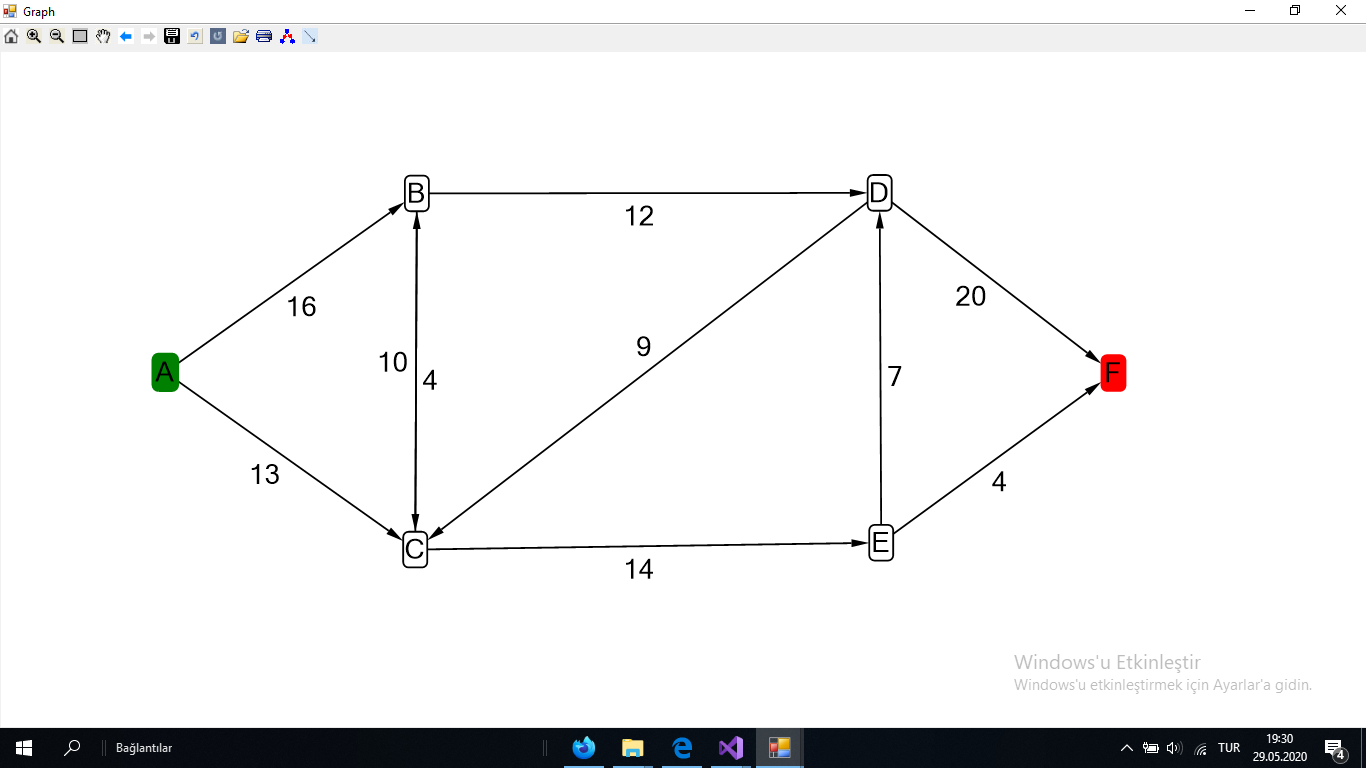 Graph
B
D
12
16
20
9
10
4
7
A
F
13
4
C
E
14
Windows'u Etkinleştir
Windows'u etkinleştirmek için Ayarlar'a gidin.
Bağlantılar
TUR
19:30
29.05.2020
4